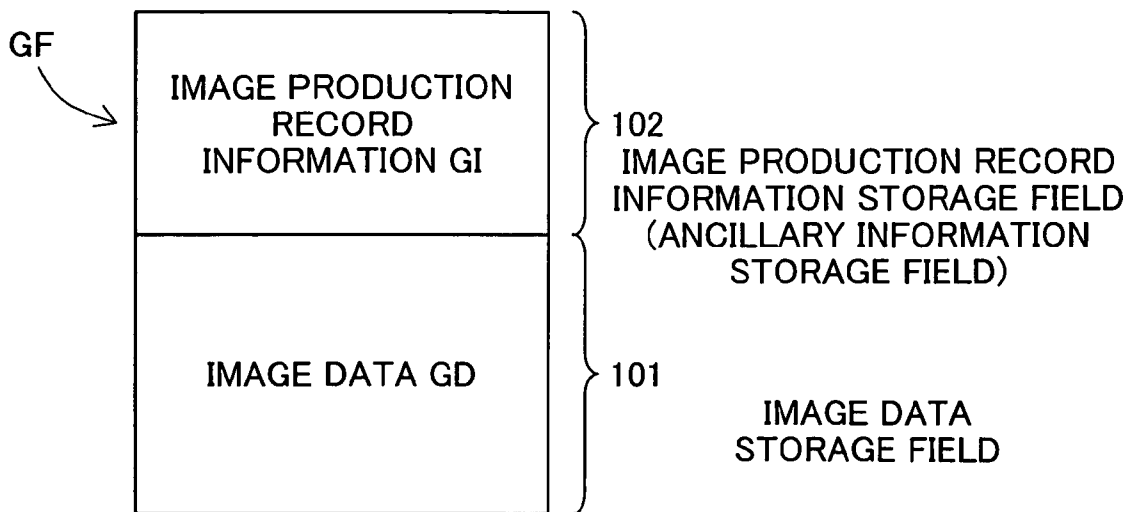 GF
IMAGE PRODUCTION
RECORD
INFORMATION GI
102
IMAGE PRODUCTION RECORD
INFORMATION STORAGE FIELD
(ANCILLARY INFORMATION
STORAGE FIELD)
IMAGE DATA GD
101
IMAGE DATA
STORAGE FIELD